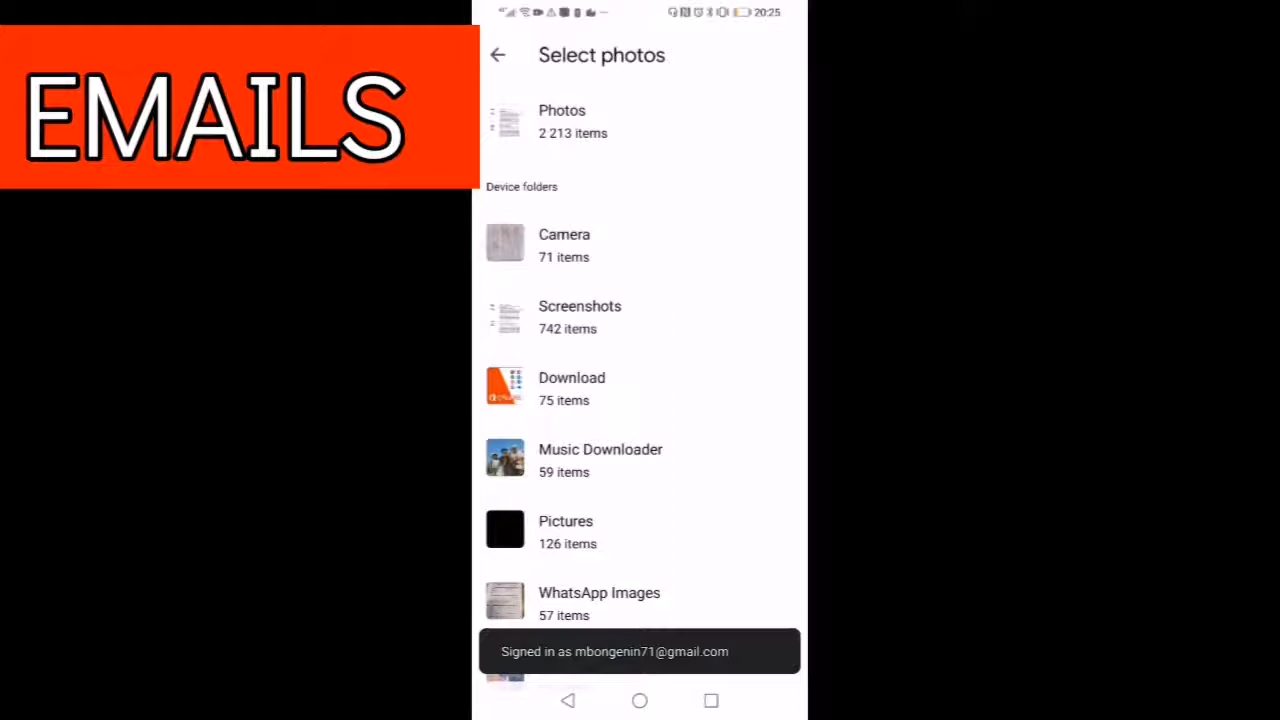 EMAILS
20:25
Select photos
Photos
2 213 items
Device folders
Camera
71 items
Screenshots
742 items
Download
75 items
Music Downloader
59 items
Pictures
126 items
WhatsApp Images
57 items
Signed in as mbongenin71@gmail.com